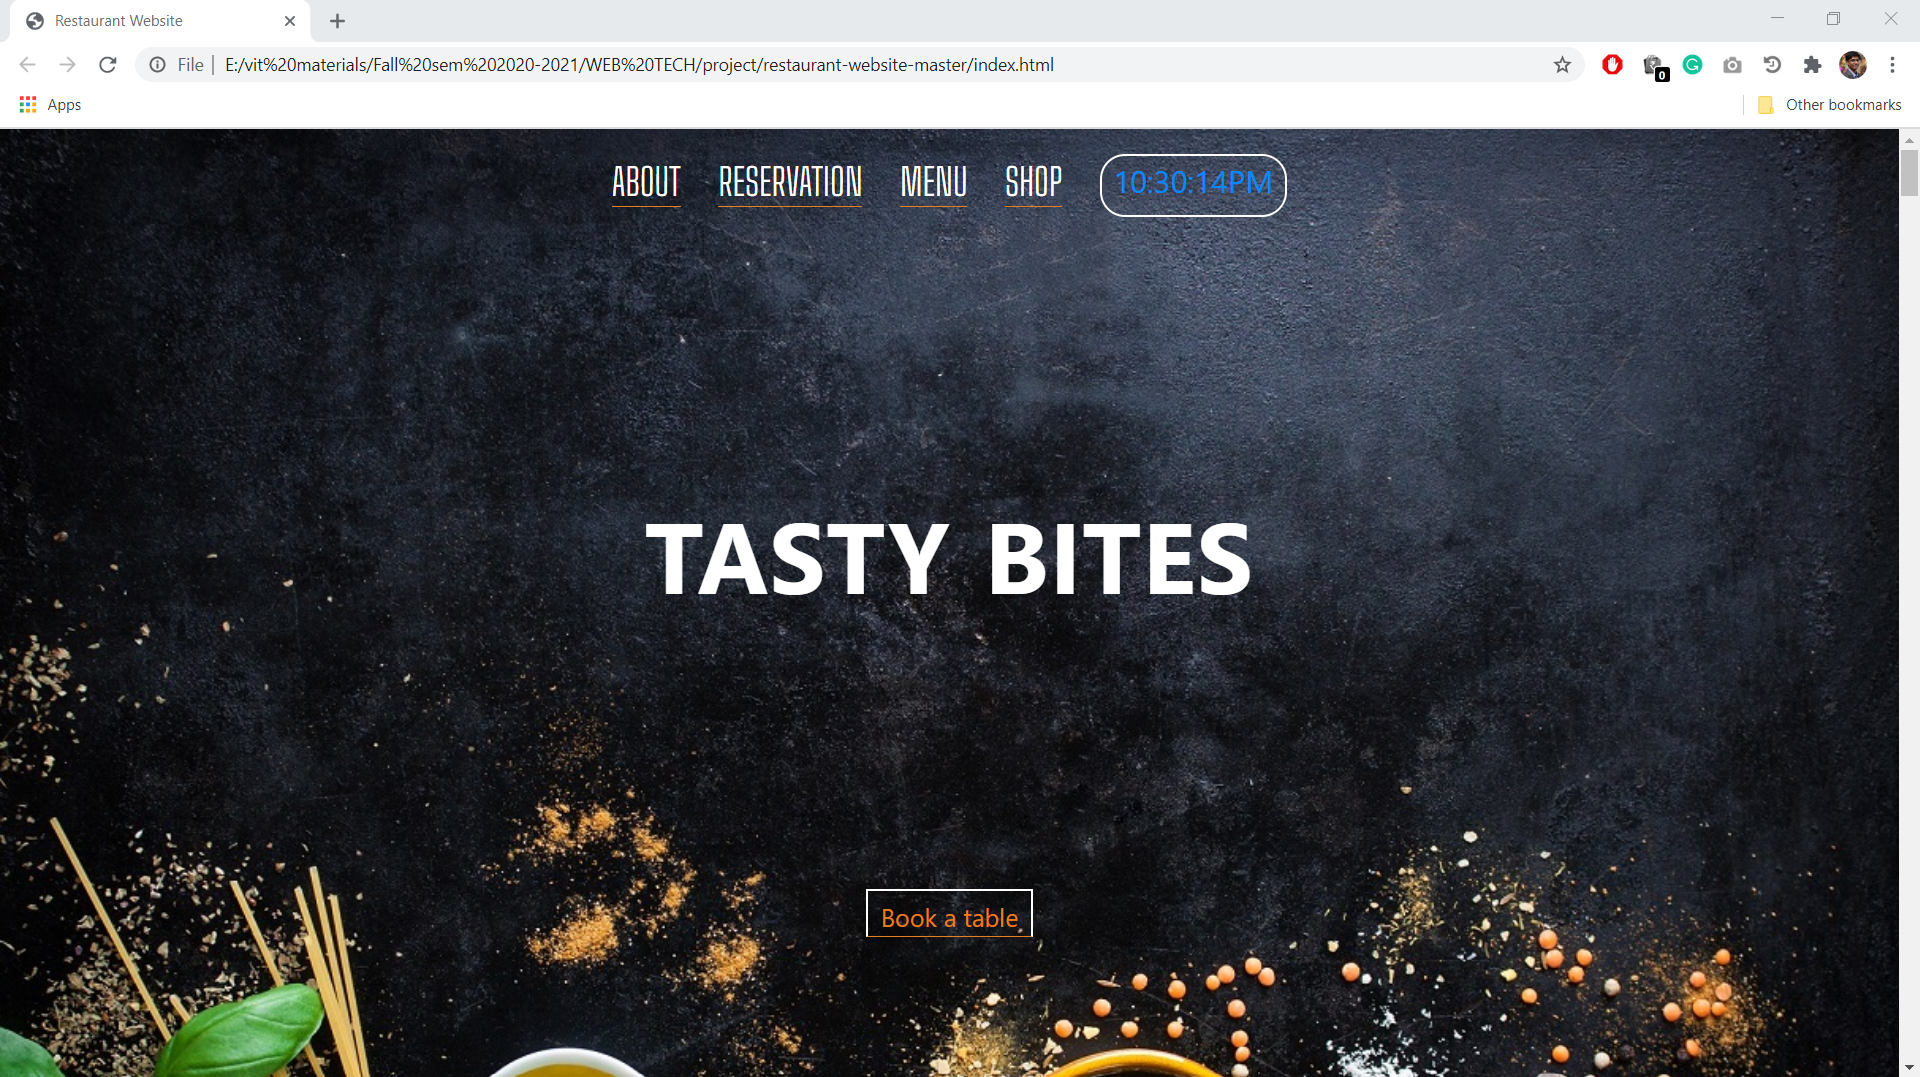 Restaurant Website
File | E:/vit%20materials/Fall%20sem%202020-2021/WEB%20TECH/project/restaurant-website-master/index.html
0
Apps
Other bookmarks
ABOUT RESERVATION MENU SHOP 10:30:14PM
TASTY BITES
Book a table